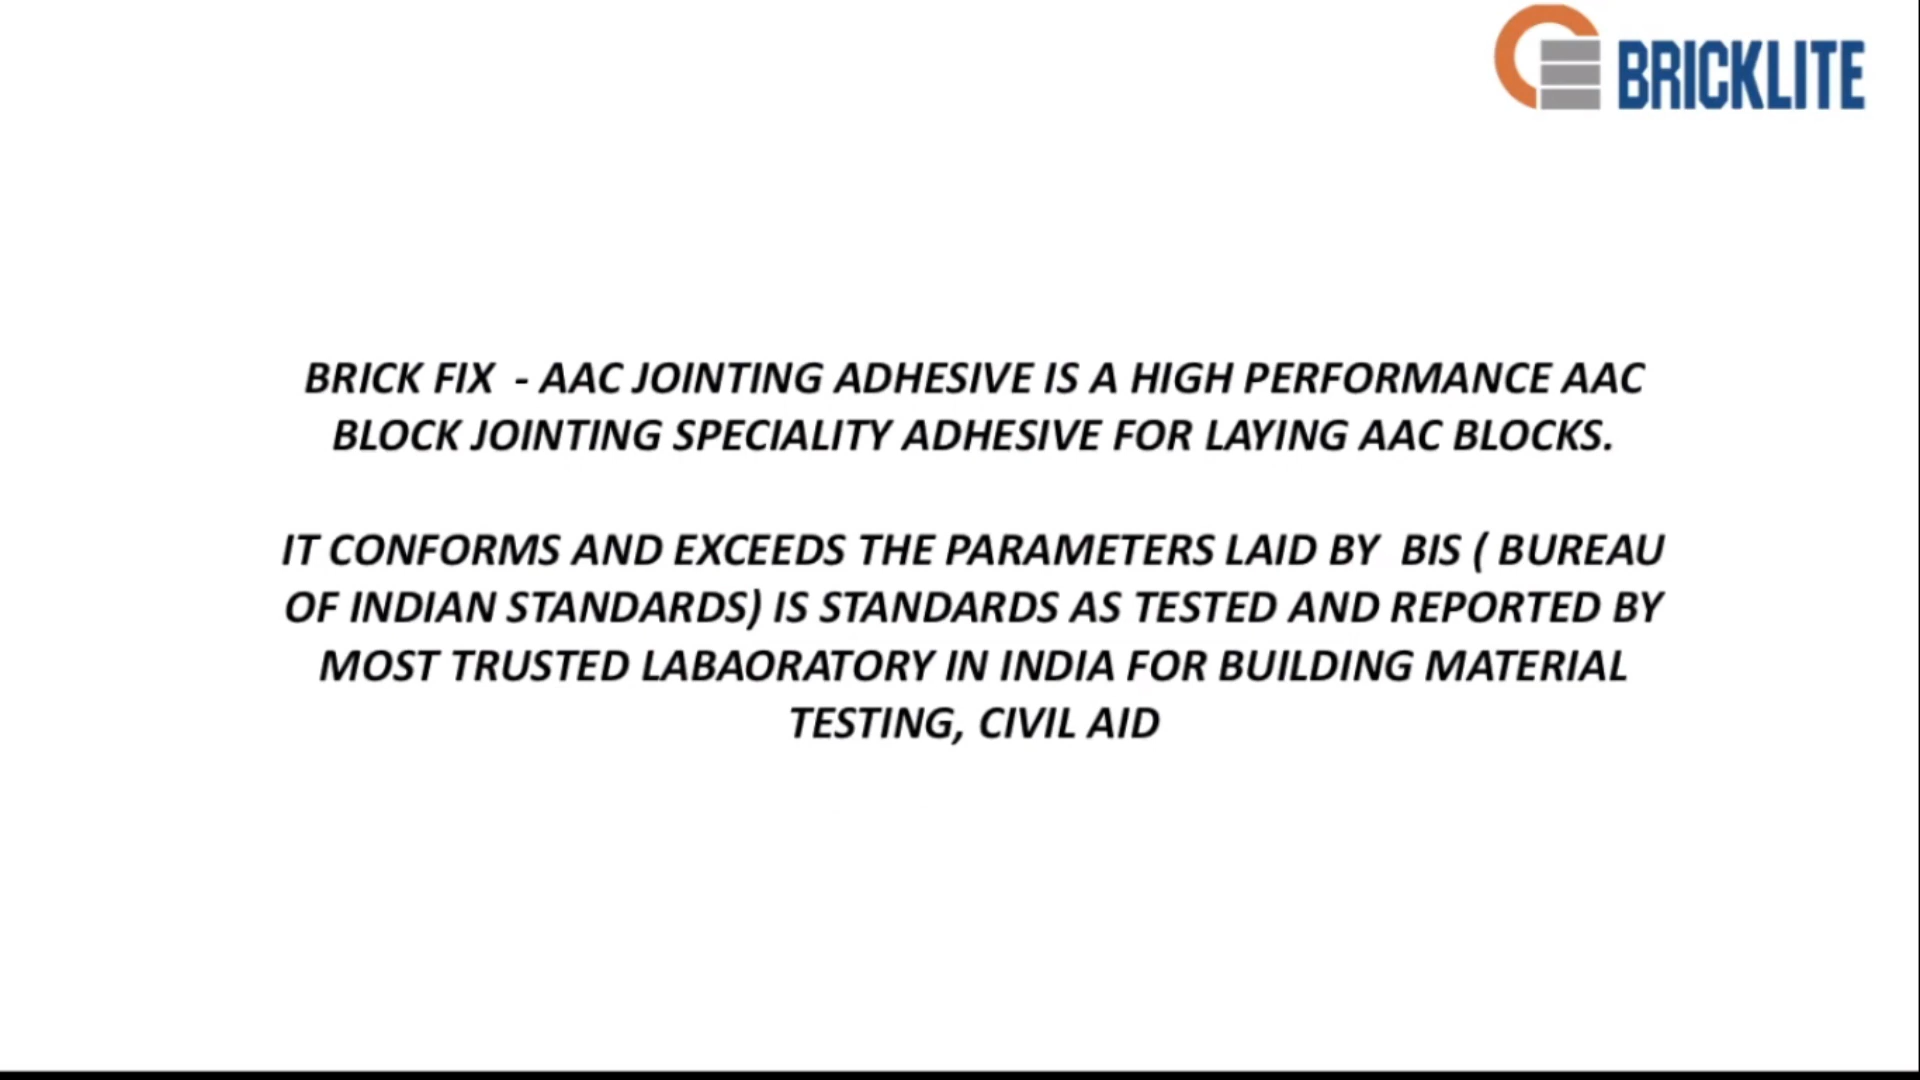 BRICKLITE
BRICK FIX - AAC JOINTING ADHESIVE IS A HIGH PERFORMANCE AAC
BLOCK JOINTING SPECIALITY ADHESIVE FOR LAYING AAC BLOCKS.
IT CONFORMS AND EXCEEDS THE PARAMETERS LAID BY BIS ( BUREAU
OF INDIAN STANDARDS) IS STANDARDS AS TESTED AND REPORTED BY
MOST TRUSTED LABAORATORY IN INDIA FOR BUILDING MATERIAL
TESTING, CIVIL AID